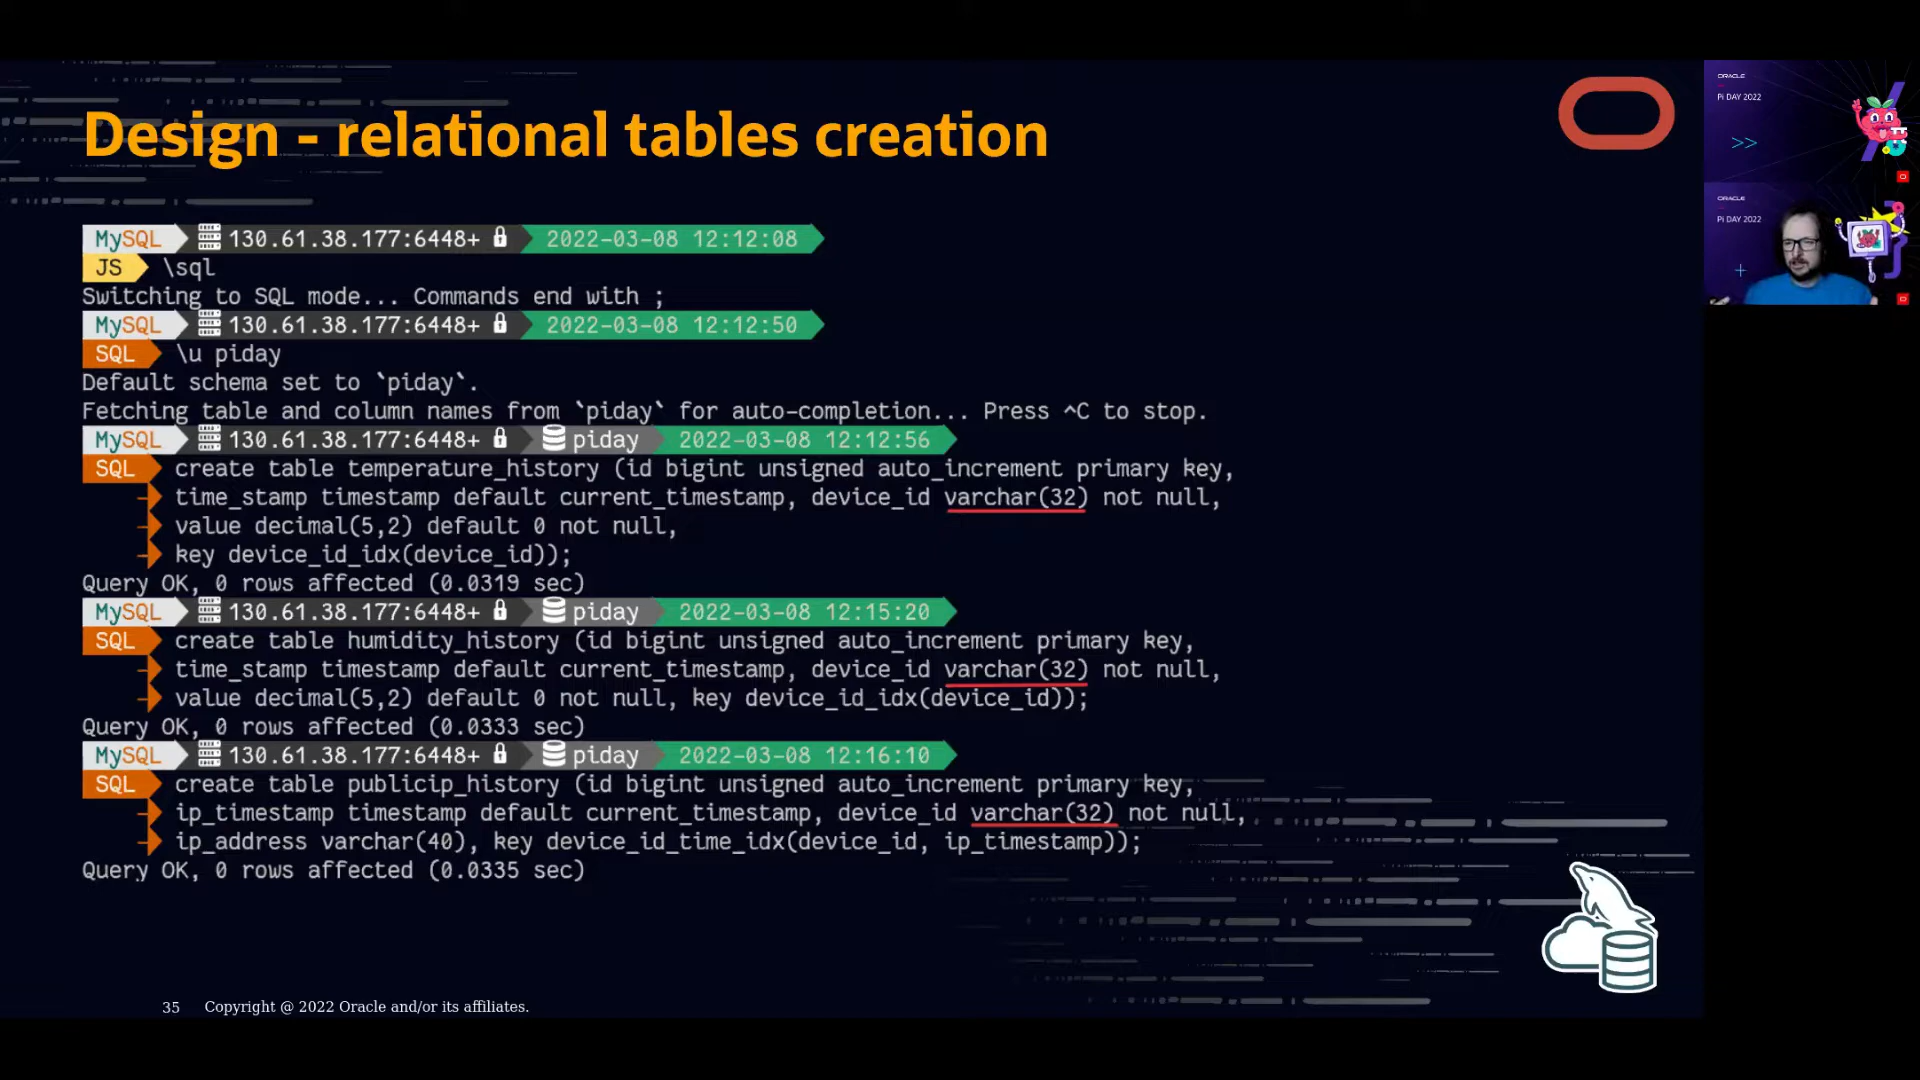 Design - relational tables creation
MySQL 130.61.38.177:6448+ 2022-03-08 12:12:08
JS \sql
Switching to SQL mode... Commands end with ;
MySQL 130.61.38.177:6448+ 2022-03-08 12:12:50
SQL \u piday
Default schema set to `piday`.
Fetching table and column names from `piday` for auto-completion... Press ^C to stop.
MySQL 130.61.38.177:6448+ piday 2022-03-08 12:12:56
SQL create table temperature_history (id bigint unsigned auto_increment primary key,
time_stamp timestamp default current_timestamp, device_id varchar(32) not null,
value decimal(5,2) default 0 not null,
key device_id_idx(device_id));
Query OK, 0 rows affected (0.0319 sec)
MySQL 130.61.38.177:6448+ piday 2022-03-08 12:15:20
SQL create table humidity_history (id bigint unsigned auto_increment primary key,
time_stamp timestamp default current_timestamp, device_id varchar(32) not null,
value decimal(5,2) default 0 not null, key device_id_idx(device_id));
Query OK, 0 rows affected (0.0333 sec)
MySQL 130.61.38.177:6448+ piday 2022-03-08 12:16:10
SQL create table publicip_history (id bigint unsigned auto_increment primary key,
ip_timestamp timestamp default current_timestamp, device_id varchar(32) not null,
ip_address varchar(40), key device_id_time_idx(device_id, ip_timestamp));
Query OK, 0 rows affected (0.0335 sec)
35 Copyright @ 2022 Oracle and/or its affiliates.
ORACLE
Pi DAY 2022
>>
ORACLE
Pi DAY 2022
+